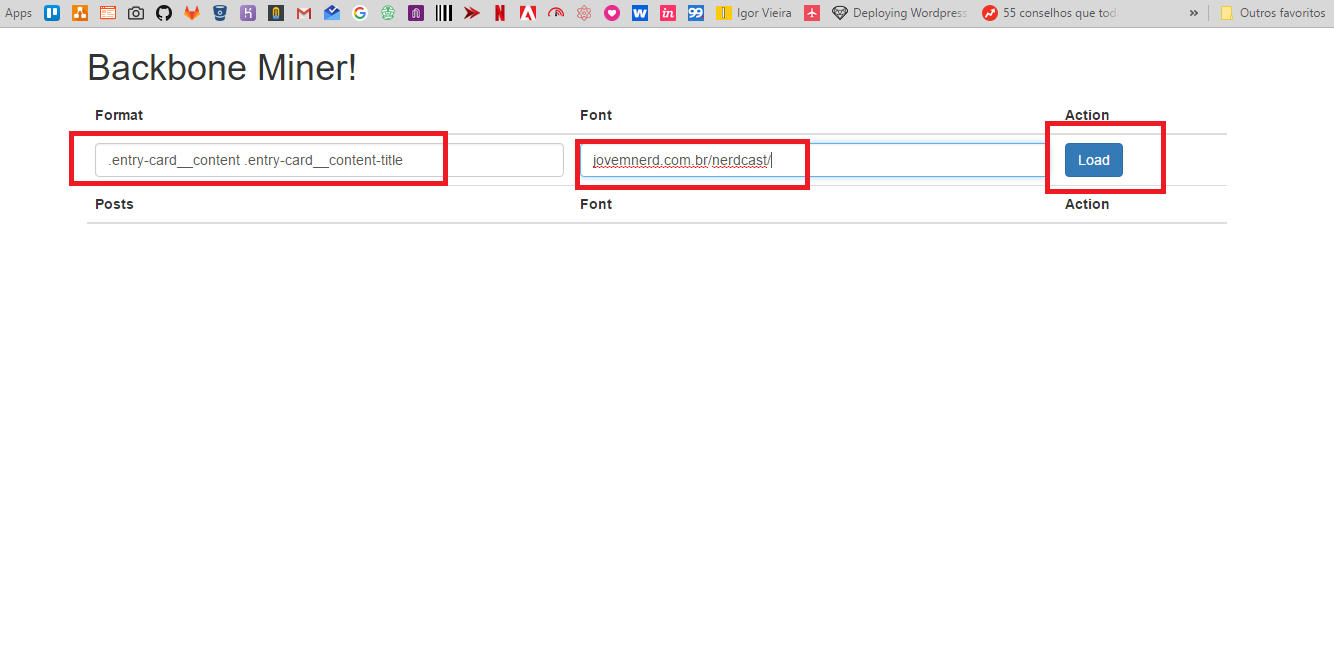 Apps Igor Vieira Deploying Wordpress 55 conselhos que tod » Outros favoritos
Backbone Miner!
Format Font Action
.entry-card__content .entry-card__content-title jovemnerd.com.br/nerdcast/ Load
Posts Font Action